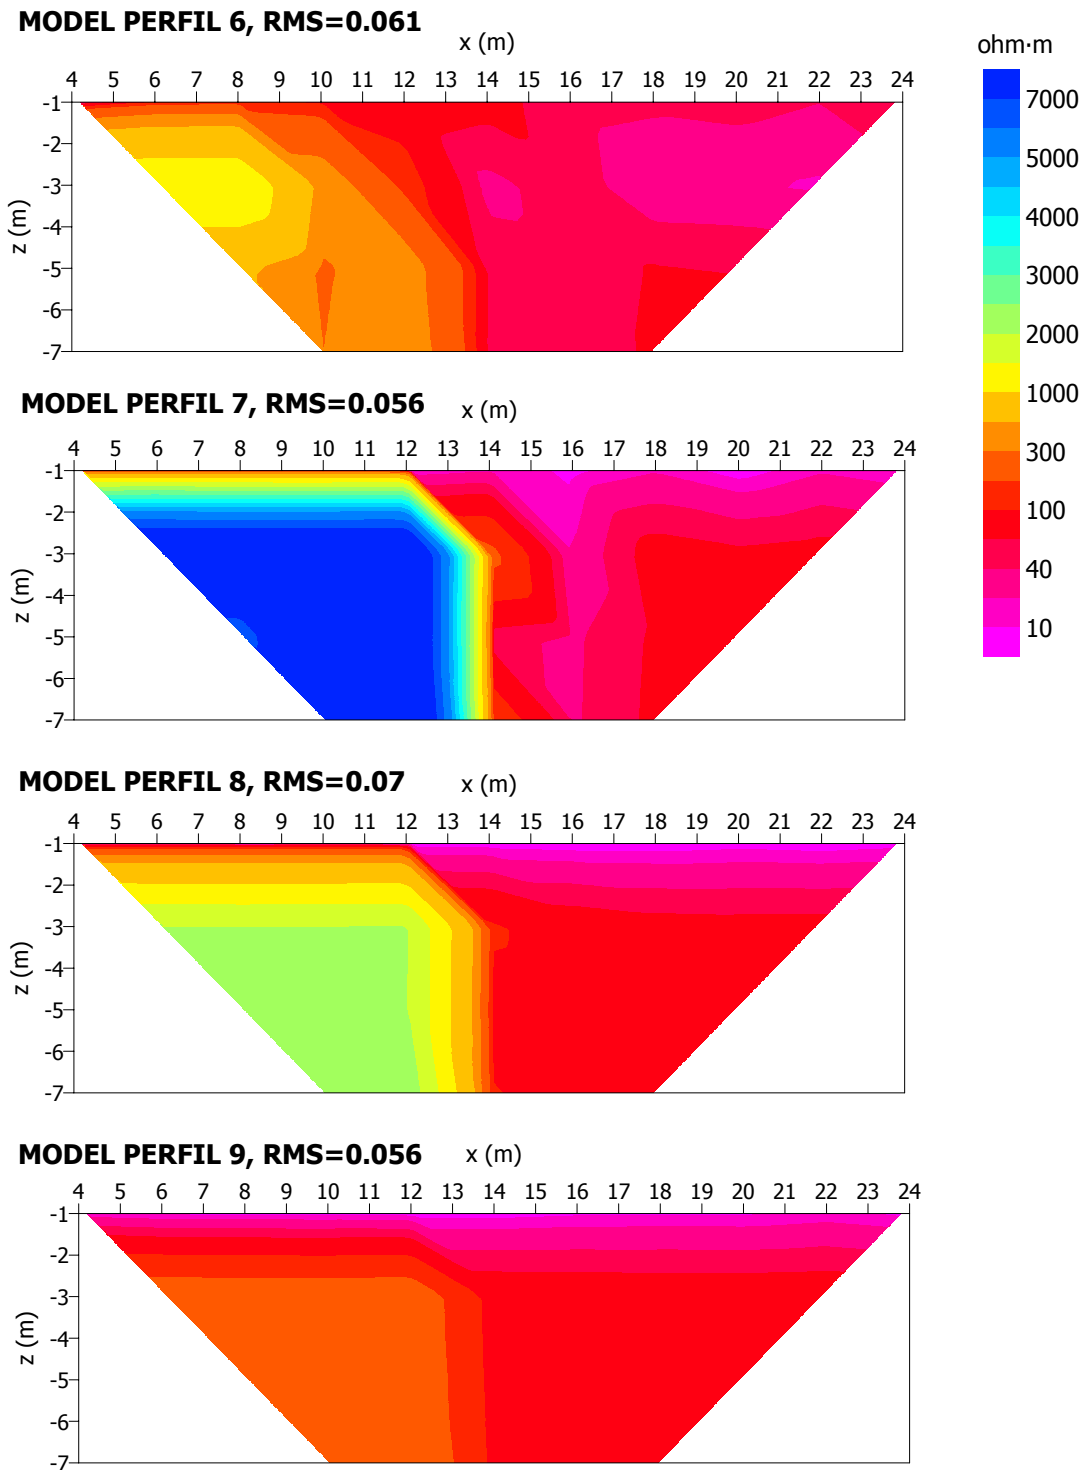 MODEL PERFIL 6, RMS=0.061
x (m)
4 5 6 7 8 9 10 11 12 13 14 15 16 17 18 19 20 21 22 23 24
-1
-2
-3
-4
-5
-6
-7
z (m)
ohm·m
7000
5000
4000
3000
2000
1000
300
100
40
10
MODEL PERFIL 7, RMS=0.056
x (m)
4 5 6 7 8 9 10 11 12 13 14 15 16 17 18 19 20 21 22 23 24
-1
-2
-3
-4
-5
-6
-7
z (m)
MODEL PERFIL 8, RMS=0.07
x (m)
4 5 6 7 8 9 10 11 12 13 14 15 16 17 18 19 20 21 22 23 24
-1
-2
-3
-4
-5
-6
-7
z (m)
MODEL PERFIL 9, RMS=0.056
x (m)
4 5 6 7 8 9 10 11 12 13 14 15 16 17 18 19 20 21 22 23 24
-1
-2
-3
-4
-5
-6
-7
z (m)